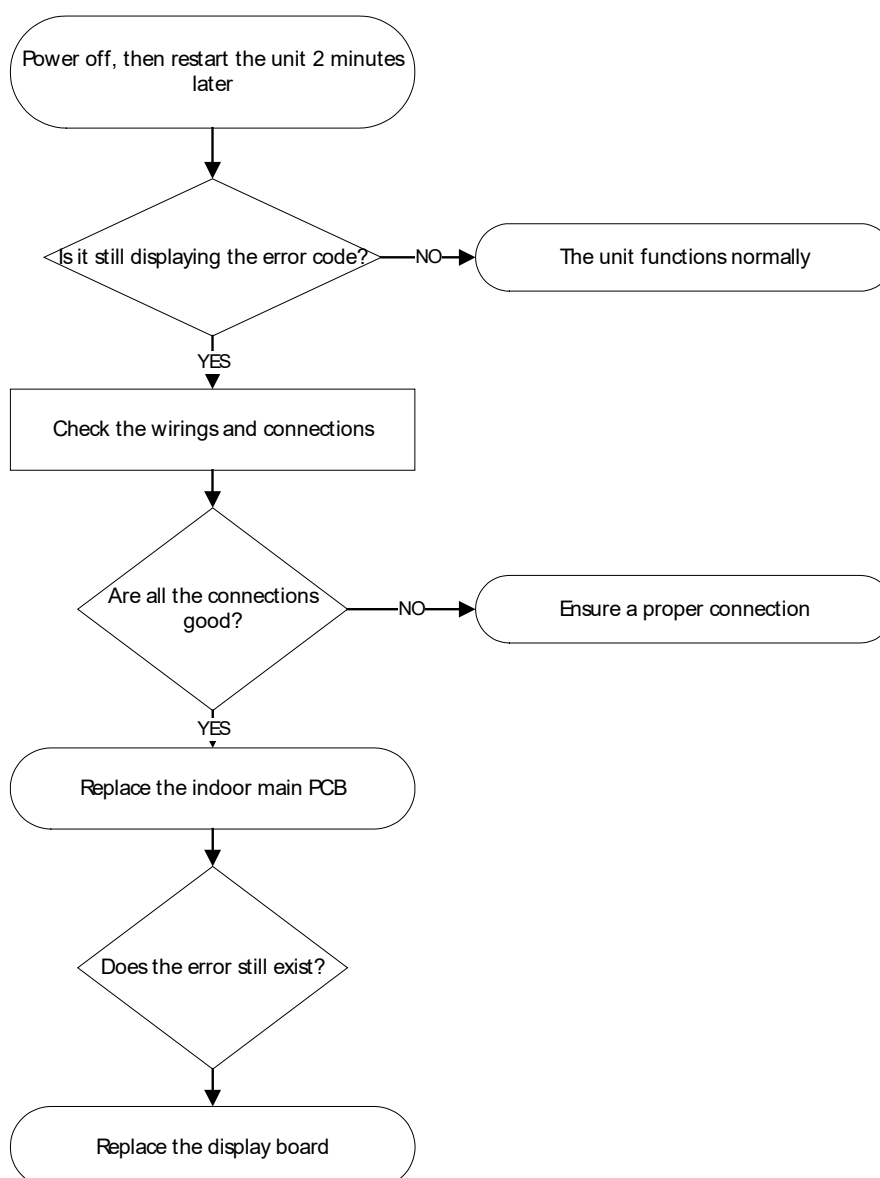 Power off, then restart the unit 2 minutes
later
Is it still displaying the error code?
NO
The unit functions normally
YES
Check the wirings and connections
Are all the connections
good?
NO
Ensure a proper connection
YES
Replace the indoor main PCB
Does the error still exist?
Replace the display board